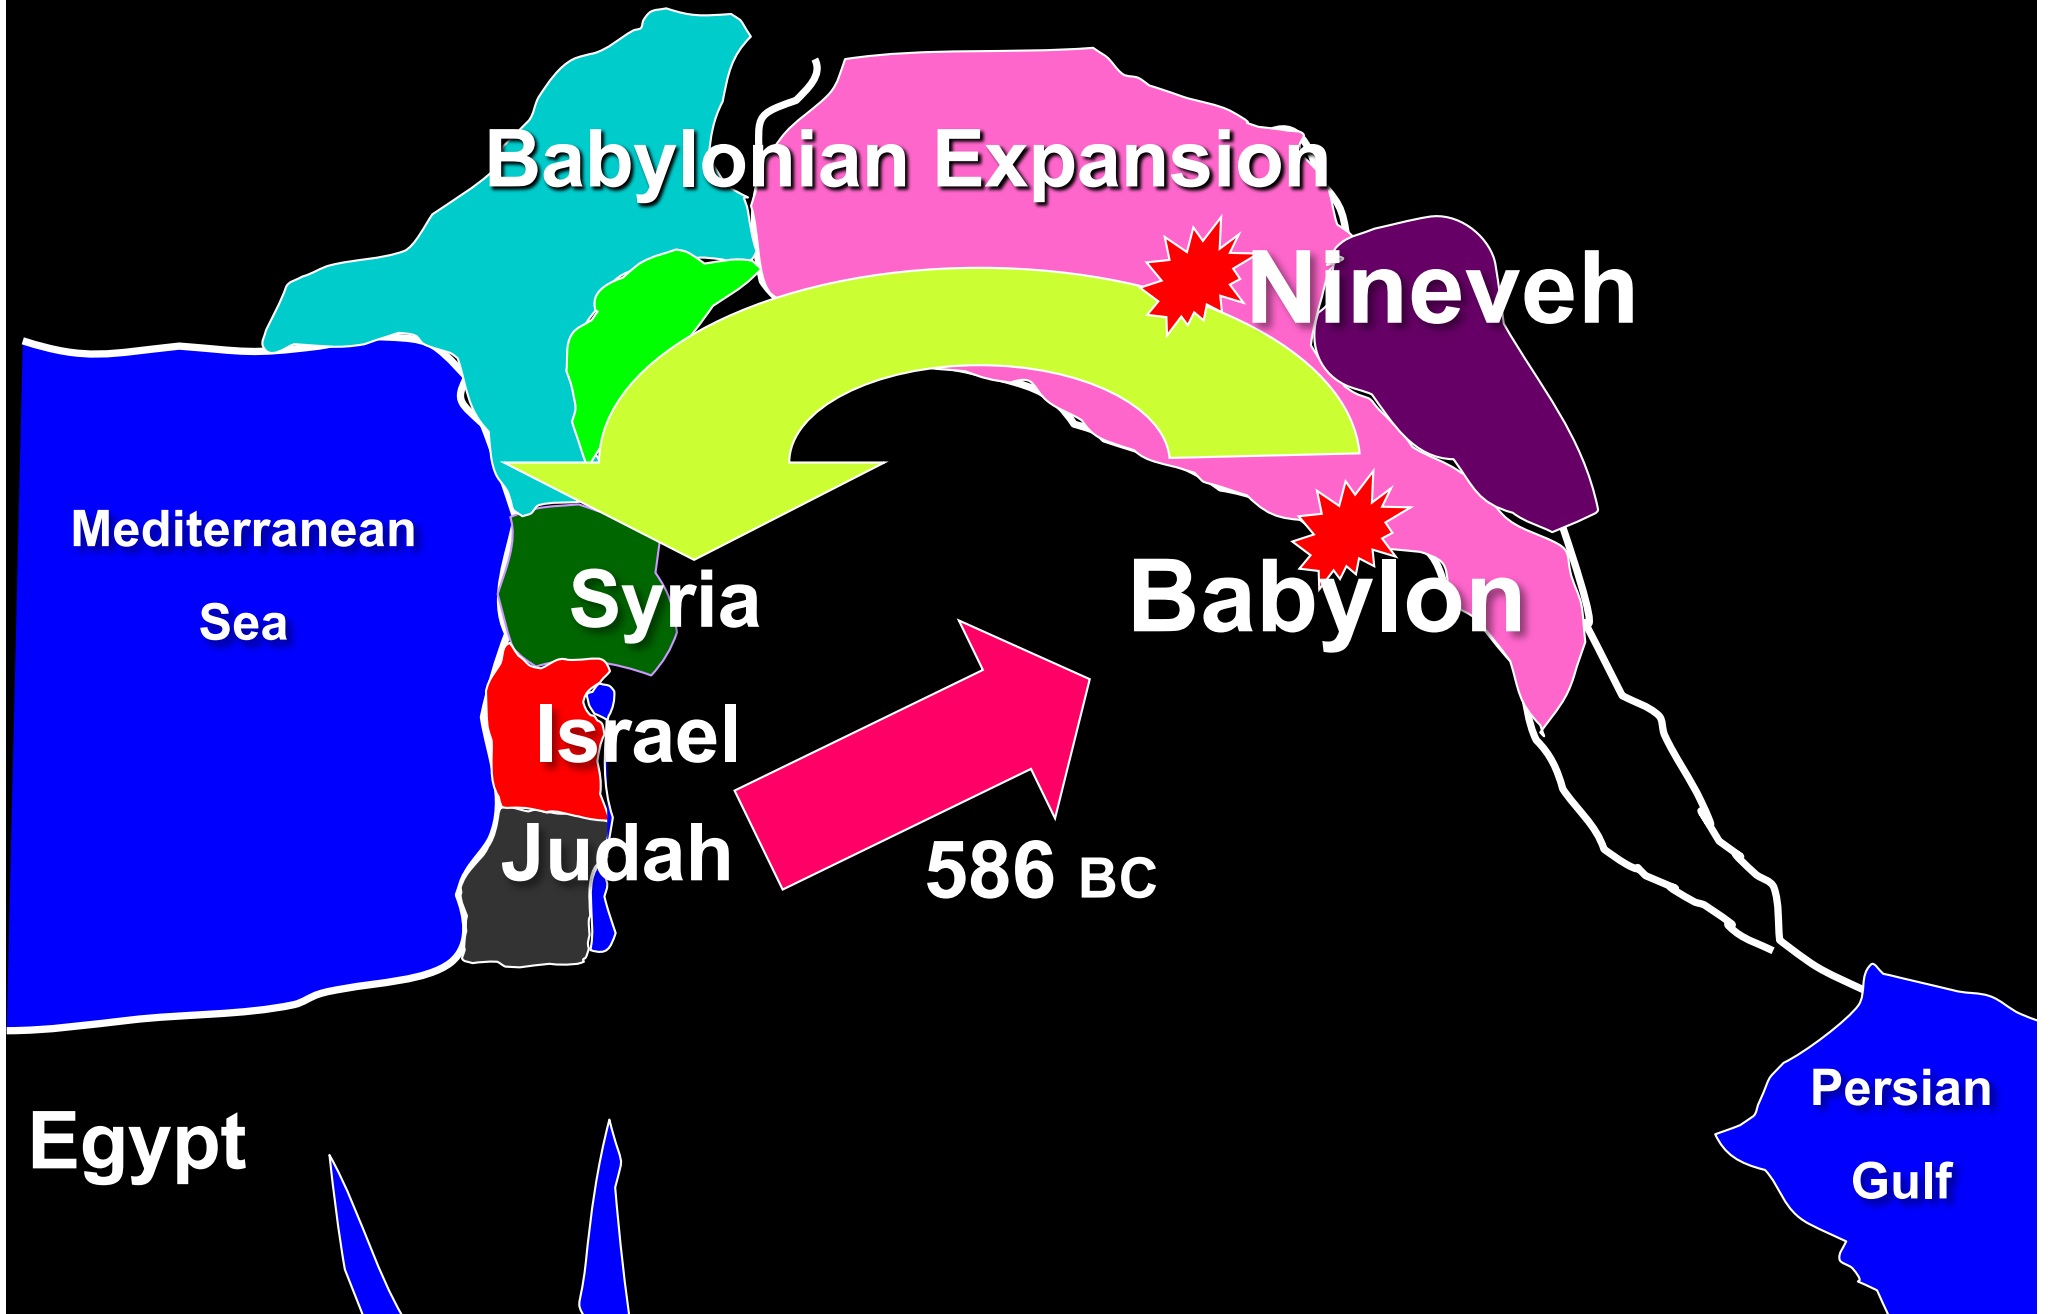 Babylonian Expansion
Nineveh
Mediterranean
Sea
Syria
Babylon
Israel
Judah
586 BC
Egypt
Persian
Gulf